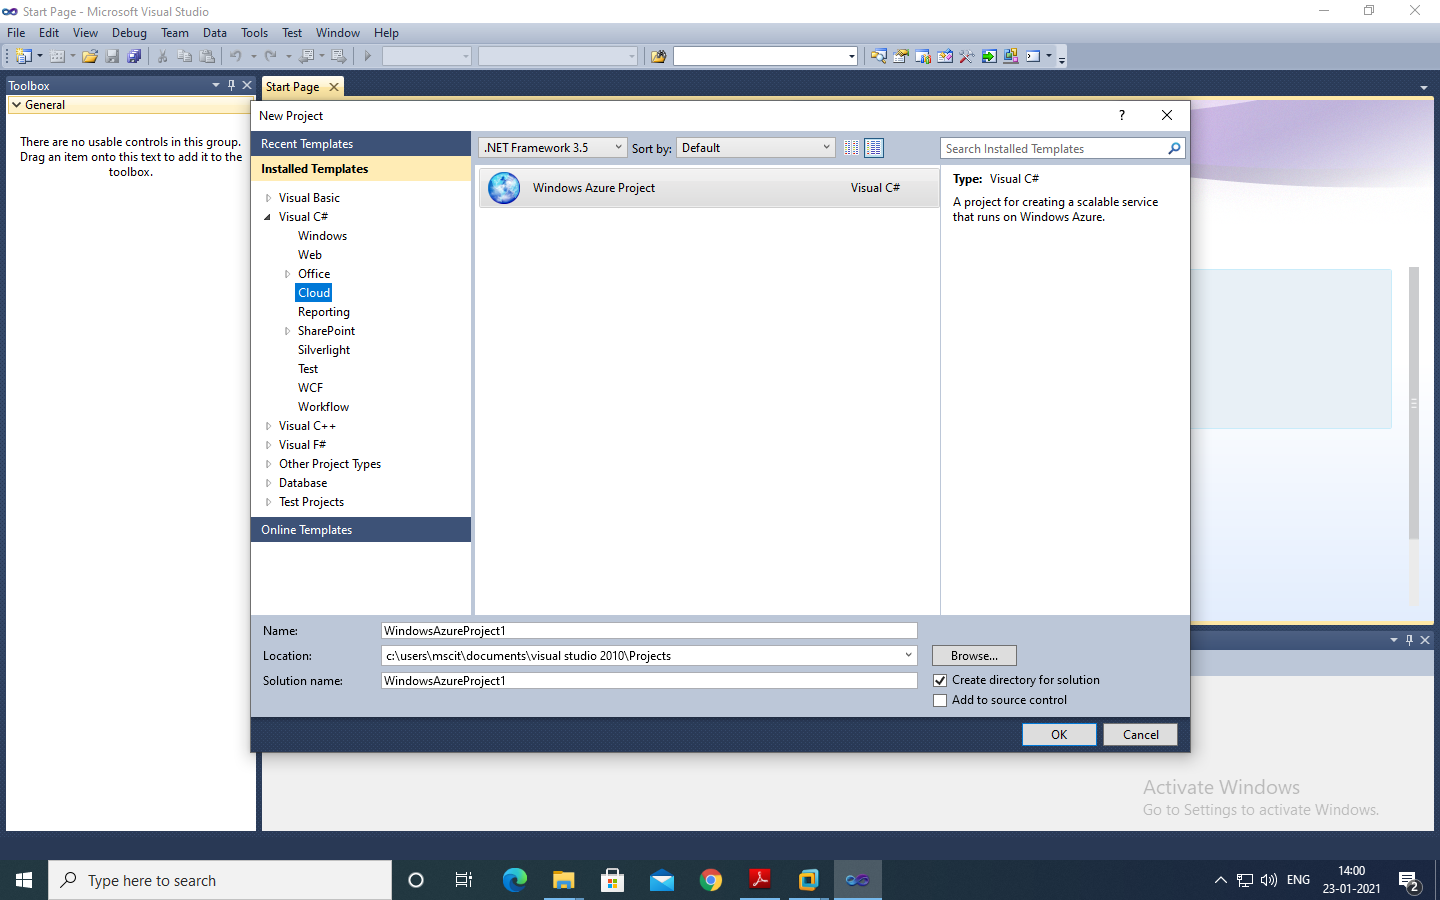 Start Page - Microsoft Visual Studio
File Edit View Debug Team Data Tools Test Window Help
Toolbox
Start Page
General
There are no usable controls in this group.
Drag an item onto this text to add it to the
toolbox.
New Project
?
Recent Templates
Installed Templates
Visual Basic
Visual C#
Windows
Web
Office
Cloud
Reporting
SharePoint
Silverlight
Test
WCF
Workflow
Visual C++
Visual F#
Other Project Types
Database
Test Projects
Online Templates
.NET Framework 3.5
Sort by: Default
Search Installed Templates
Windows Azure Project Visual C#
Type: Visual C#
A project for creating a scalable service
that runs on Windows Azure.
Name: WindowsAzureProject1
Location: c:\users\mscit\documents\visual studio 2010\Projects
Browse...
Solution name: WindowsAzureProject1
Create directory for solution
Add to source control
OK Cancel
Activate Windows
Go to Settings to activate Windows.
Type here to search
ENG
14:00
23-01-2021
2